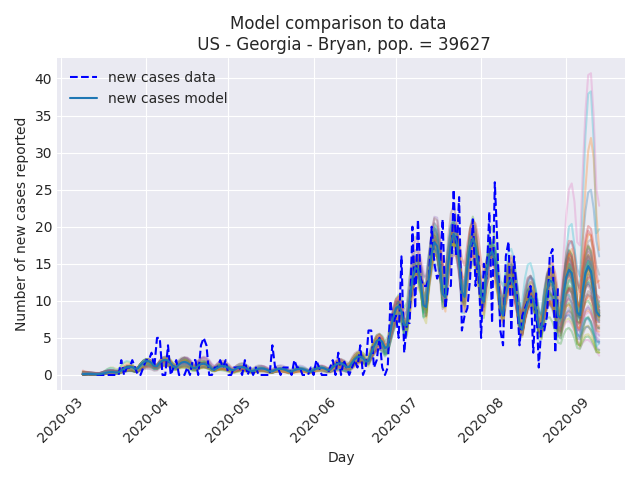 Model comparison to data
US - Georgia - Bryan, pop. = 39627
new cases data
new cases model
Number of new cases reported
40
35
30
25
20
15
10
5
0
2020-03
2020-04
2020-05
2020-06
2020-07
2020-08
2020-09
Day